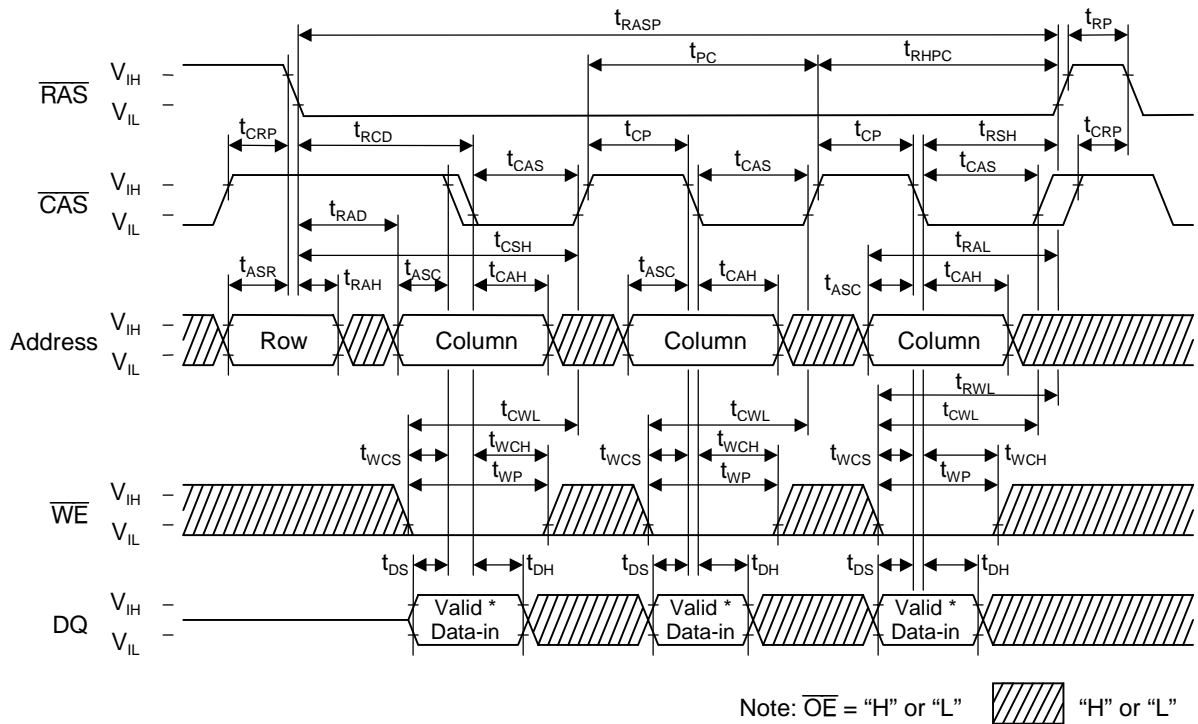 tRASP tRP
tPC tRHPC
VIH
RAS
VIL
tCRP tRCD tCP tCP tRSH tCRP
tCAS tCAS tCAS
VIH
CAS
VIL
tRAD
tCSH tRAL
tASR tRAH tASC tCAH tASC tCAH tASC tCAH
VIH
Address Row Column Column Column
VIL
tRWL
tCWL tCWL tCWL
tWCS tWCH tWCS tWCH tWCS tWCH
tWP tWP tWP
VIH
WE
VIL
tDS tDH tDS tDH tDS tDH
VIH
DQ
VIL
Valid * Valid * Valid *
Data-in Data-in Data-in
Note: OE = “H” or “L” “H” or “L”